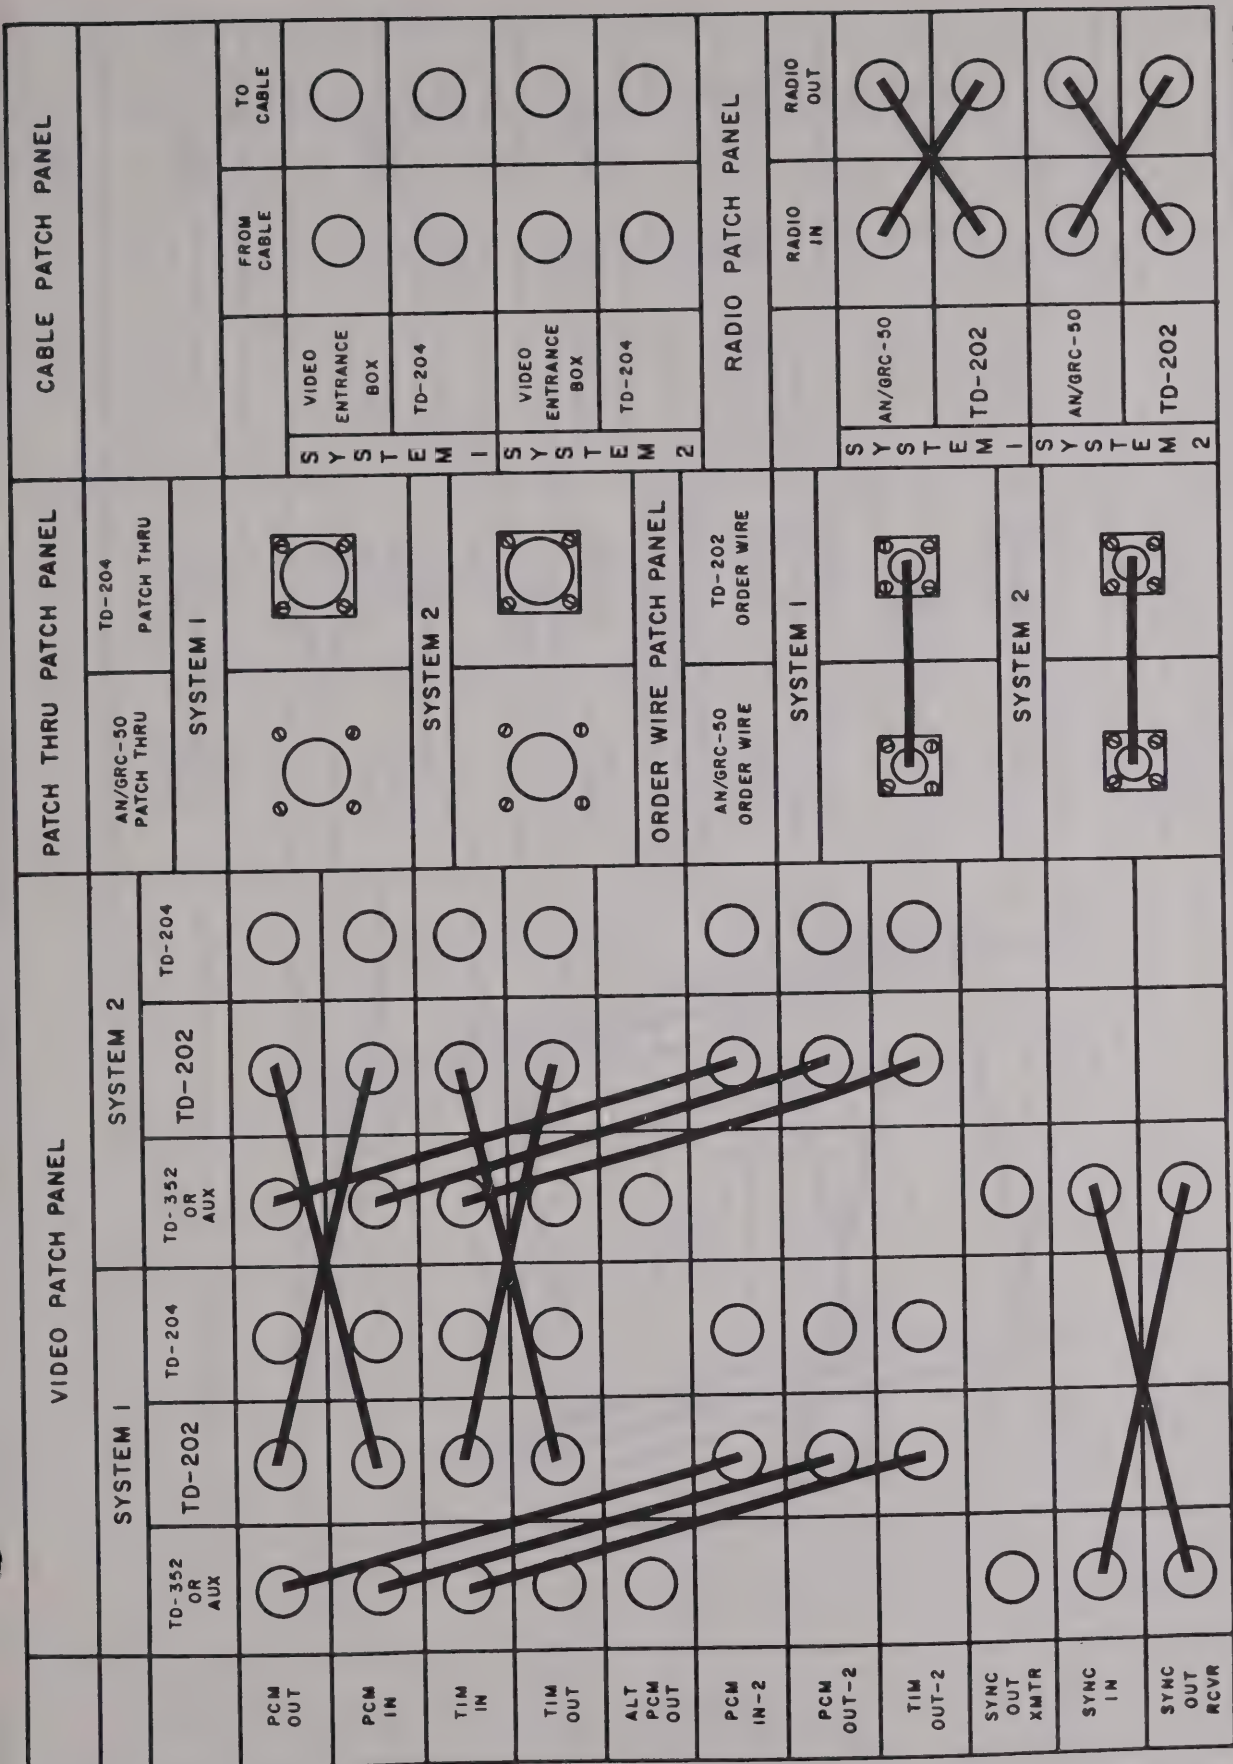 VIDEO PATCH PANEL
SYSTEM 1
SYSTEM 2
TD-352
OR
AUX
TD-202
TD-204
TD-352
OR
AUX
TD-202
TD-204
PCM
OUT
PCM
IN
TIM
IN
TIM
OUT
ALT
PCM
OUT
PCM
IN-2
PCM
OUT-2
TIM
OUT-2
SYNC
OUT
XMTR
SYNC
IN
SYNC
OUT
RCVR
PATCH THRU PATCH PANEL
AN/GRC-50
PATCH THRU
TD-204
PATCH THRU
SYSTEM 1
SYSTEM 2
ORDER WIRE PATCH PANEL
AN/GRC-50
ORDER WIRE
TD-202
ORDER WIRE
SYSTEM 1
SYSTEM 2
CABLE PATCH PANEL
FROM
CABLE
TO
CABLE
SYSTEM 1
VIDEO
ENTRANCE
BOX
TD-204
SYSTEM 2
VIDEO
ENTRANCE
BOX
TD-204
RADIO PATCH PANEL
RADIO
IN
RADIO
OUT
SYSTEM 1
AN/GRC-50
TD-202
SYSTEM 2
AN/GRC-50
TD-202